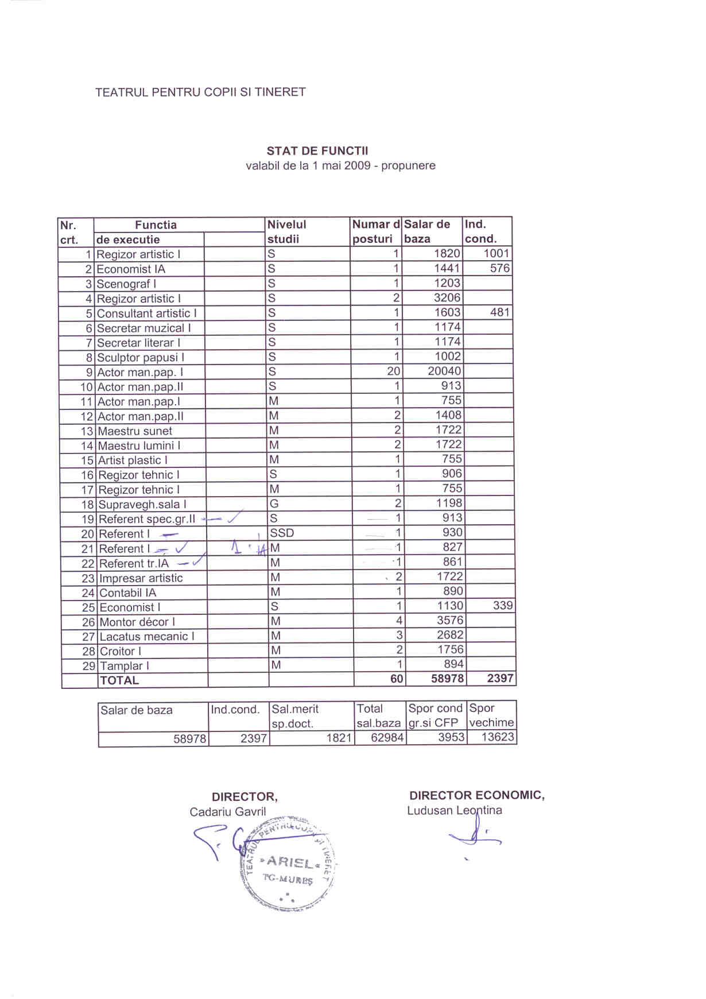 TEATRUL PENTRU COPII SI TINERET
STAT DE FUNCTII
valabil de la 1 mai 2009 - propunere
Nr. Functia Nivelul Numar d Salar de Ind.
crt. de executie studii posturi baza cond.
1 Regizor artistic I S 1 1820 1001
2 Economist IA S 1 1441 576
3 Scenograf I S 1 1203
4 Regizor artistic I S 2 3206
5 Consultant artistic I S 1 1603 481
6 Secretar muzical I S 1 1174
7 Secretar literar I S 1 1174
8 Sculptor papusi I S 1 1002
9 Actor man.pap. I S 20 20040
10 Actor man.pap.II S 1 913
11 Actor man.pap.I M 1 755
12 Actor man.pap.II M 2 1408
13 Maestru sunet M 2 1722
14 Maestru lumini I M 2 1722
15 Artist plastic I M 1 755
16 Regizor tehnic I S 1 906
17 Regizor tehnic I M 1 755
18 Supravegh.sala I G 2 1198
19 Referent spec.gr.II S 1 913
20 Referent I SSD 1 930
21 Referent I 1 IA M 1 827
22 Referent tr.IA M 1 861
23 Impresar artistic M 2 1722
24 Contabil IA M 1 890
25 Economist I S 1 1130 339
26 Montor décor I M 4 3576
27 Lacatus mecanic I M 3 2682
28 Croitor I M 2 1756
29 Tamplar I M 1 894
TOTAL 60 58978 2397
Salar de baza Ind.cond. Sal.merit Total Spor cond Spor
sp.doct. sal.baza gr.si CFP vechime
58978 2397 1821 62984 3953 13623
DIRECTOR, DIRECTOR ECONOMIC,
Cadariu Gavril Ludusan Leontina
TEATRUL PENTRU COPII ŞI TINERET
ARIEL
TG-MUREŞ